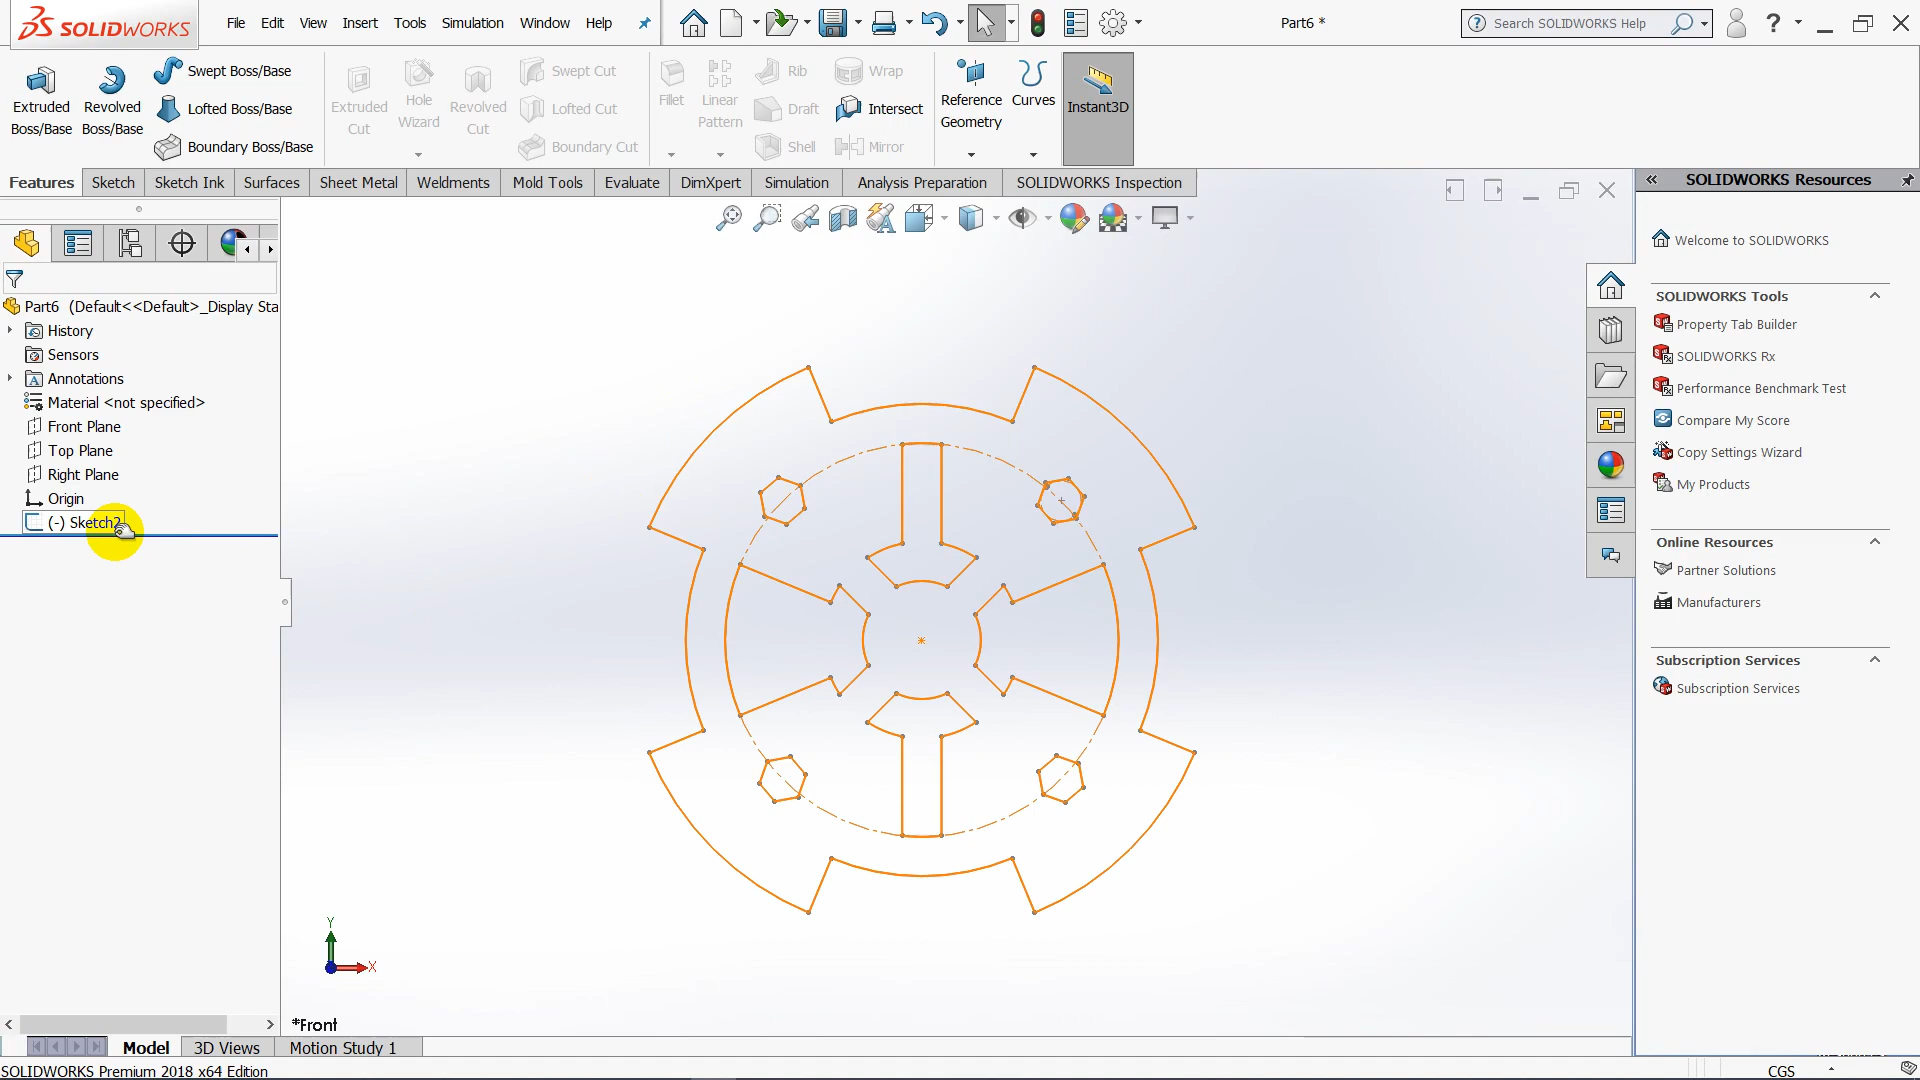 SOLIDWORKS File Edit View Insert Tools Simulation Window Help Part6 * Search SOLIDWORKS Help ?
Extruded Boss/Base
Revolved Boss/Base
Swept Boss/Base
Lofted Boss/Base
Boundary Boss/Base
Extruded Cut
Hole Wizard
Revolved Cut
Swept Cut
Lofted Cut
Boundary Cut
Fillet
Linear Pattern
Rib
Draft
Shell
Wrap
Intersect
Mirror
Reference Geometry
Curves
Instant3D
Features Sketch Sketch Ink Surfaces Sheet Metal Weldments Mold Tools Evaluate DimXpert Simulation Analysis Preparation SOLIDWORKS Inspection
Part6 (Default<<Default>_Display Sta
History
Sensors
Annotations
Material <not specified>
Front Plane
Top Plane
Right Plane
Origin
(-) Sketch2
Y
X
*Front
SOLIDWORKS Resources
Welcome to SOLIDWORKS
SOLIDWORKS Tools
Property Tab Builder
SOLIDWORKS Rx
Performance Benchmark Test
Compare My Score
Copy Settings Wizard
My Products
Online Resources
Partner Solutions
Manufacturers
Subscription Services
Subscription Services
Model 3D Views Motion Study 1
SOLIDWORKS Premium 2018 x64 Edition CGS